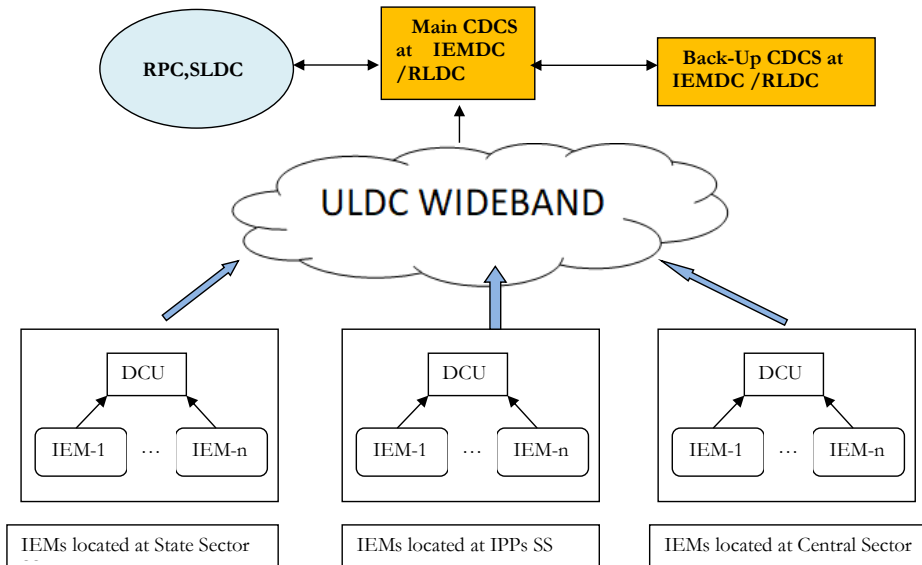 Main CDCS
at IEMDC
/RLDC
RPC,SLDC
Back-Up CDCS at
IEMDC /RLDC
ULDC WIDEBAND
DCU
DCU
DCU
IEM-1 … IEM-n
IEM-1 … IEM-n
IEM-1 … IEM-n
IEMs located at State Sector
IEMs located at IPPs SS
IEMs located at Central Sector